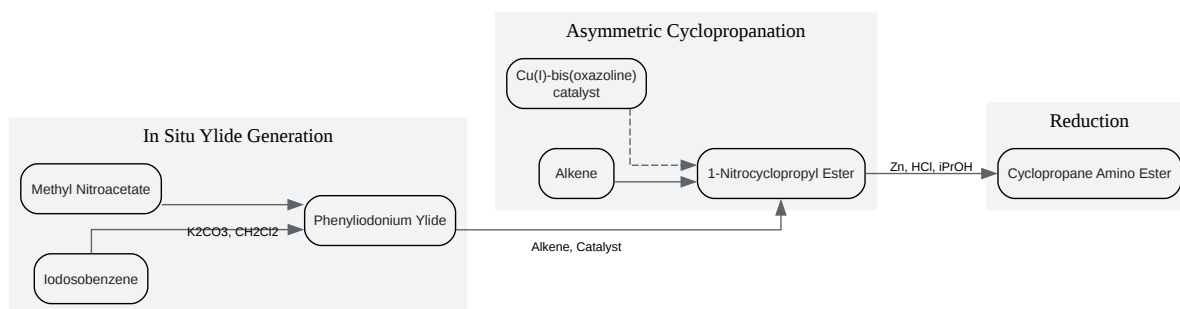 Asymmetric Cyclopropanation
Cu(I)-bis(oxazoline)
catalyst
Reduction
In Situ Ylide Generation
Zn, HCl, iPrOH
Alkene
1-Nitrocyclopropyl Ester
Cyclopropane Amino Ester
Methyl Nitroacetate
Phenyliodonium Ylide
K2CO3, CH2Cl2
Alkene, Catalyst
Iodosobenzene